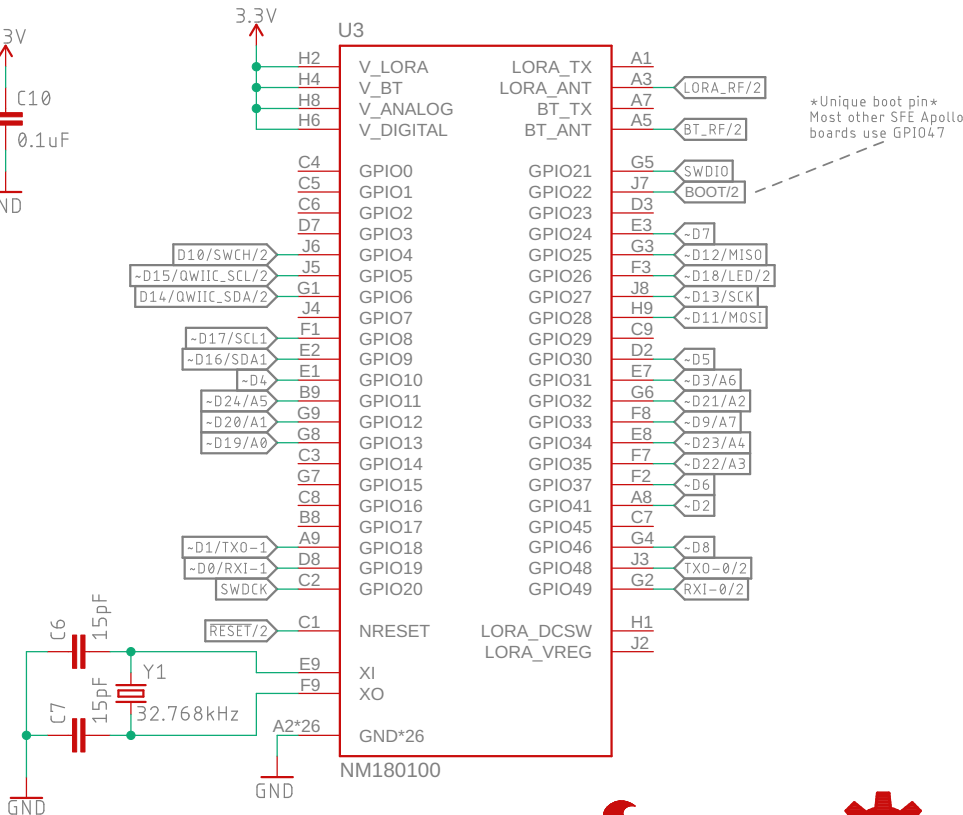 3.3V
U3
3V
C10
0.1uF
ND
H2 V_LORA LORA_TX A1
H4 V_BT LORA_ANT A3 LORA_RF/2
H8 V_ANALOG BT_TX A7
H6 V_DIGITAL BT_ANT A5 BT_RF/2
*Unique boot pin*
Most other SFE Apollo
boards use GPIO47
C4 GPIO0 GPIO21 G5 SWDIO
C5 GPIO1 GPIO22 J7 BOOT/2
C6 GPIO2 GPIO23 D3
D7 GPIO3 GPIO24 E3 ~D7
D10/SWCH/2 J6 GPIO4 GPIO25 G3 ~D12/MISO
~D15/QWIIC_SCL/2 J5 GPIO5 GPIO26 F3 ~D18/LED/2
D14/QWIIC_SDA/2 G1 GPIO6 GPIO27 J8 ~D13/SCK
J4 GPIO7 GPIO28 H9 ~D11/MOSI
~D17/SCL1 F1 GPIO8 GPIO29 C9
~D16/SDA1 E2 GPIO9 GPIO30 D2 ~D5
~D4 E1 GPIO10 GPIO31 E7 ~D3/A6
~D24/A5 B9 GPIO11 GPIO32 G6 ~D21/A2
~D20/A1 G9 GPIO12 GPIO33 F8 ~D9/A7
~D19/A0 G8 GPIO13 GPIO34 E8 ~D23/A4
C3 GPIO14 GPIO35 F7 ~D22/A3
G7 GPIO15 GPIO37 F2 ~D6
C8 GPIO16 GPIO41 A8 ~D2
B8 GPIO17 GPIO45 C7
~D1/TXO-1 A9 GPIO18 GPIO46 G4 ~D8
~D0/RXI-1 D8 GPIO19 GPIO48 J3 TXO-0/2
SWDCK C2 GPIO20 GPIO49 G2 RXI-0/2
RESET/2 C1 NRESET LORA_DCSW H1
LORA_VREG J2
C6
15pF
E9 XI
F9 XO
Y1
32.768kHz
C7
15pF
A2*26 GND*26
NM180100
GND
GND